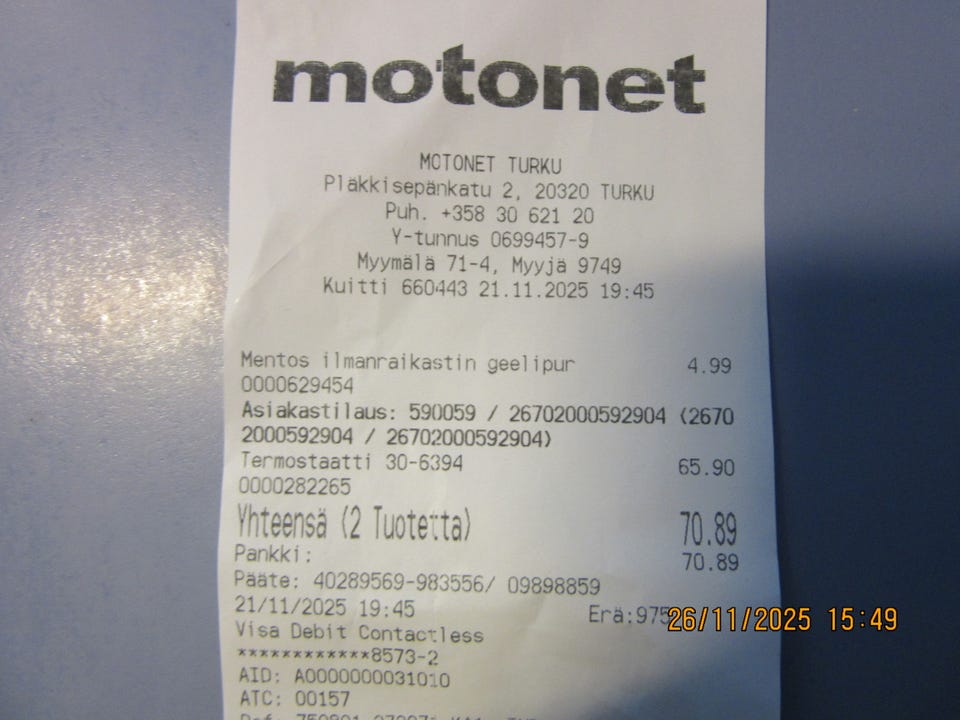 motonet
MOTONET TURKU
Pläkkisepänkatu 2, 20320 TURKU
Puh. +358 30 621 20
Y-tunnus 0699457-9
Myymälä 71-4, Myyjä 9749
Kuitti 660443 21.11.2025 19:45
Mentos ilmanraikastin geelipur 4.99
0000629454
Asiakastilaus: 590059 / 26702000592904 (2670
2000592904 / 26702000592904)
Termostaatti 30-6394 65.90
0000282265
Yhteensä (2 Tuotetta) 70.89
Pankki: 70.89
Pääte: 40289569-983556/ 09898859
21/11/2025 19:45 Erä:975
26/11/2025 15:49
Visa Debit Contactless
************8573-2
AID: A0000000031010
ATC: 00157